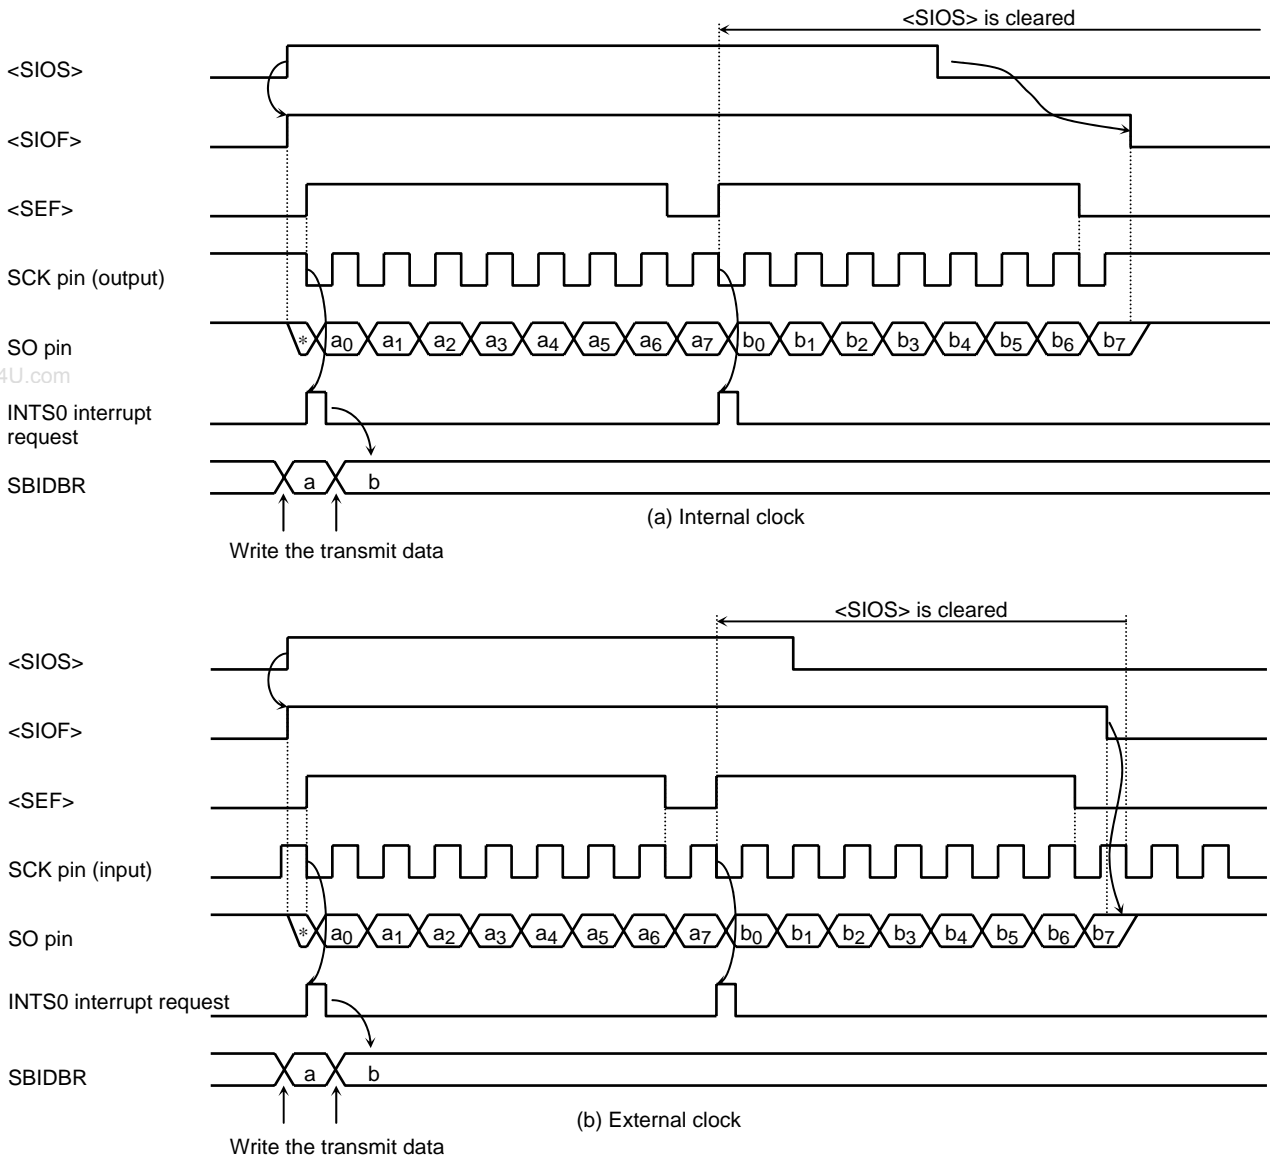 <SIOS> is cleared
<SIOS>
<SIOF>
<SEF>
SCK pin (output)
SO pin
* a0 a1 a2 a3 a4 a5 a6 a7 b0 b1 b2 b3 b4 b5 b6 b7
4U.com
INTS0 interrupt
request
SBIDBR
a b
(a) Internal clock
Write the transmit data
<SIOS> is cleared
<SIOS>
<SIOF>
<SEF>
SCK pin (input)
SO pin
* a0 a1 a2 a3 a4 a5 a6 a7 b0 b1 b2 b3 b4 b5 b6 b7
INTS0 interrupt request
SBIDBR
a b
(b) External clock
Write the transmit data